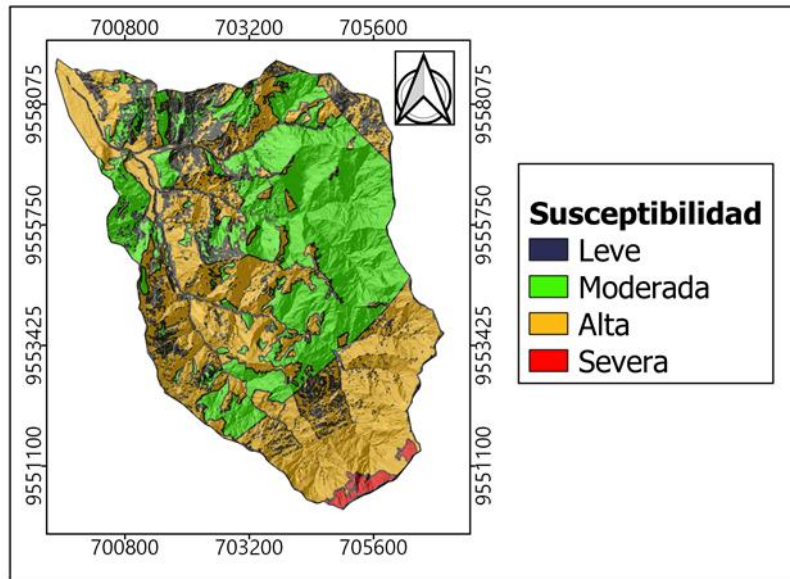 700800 703200 705600
9558075 9558075
9555750 9555750
9553425 9553425
9551100 9551100
700800 703200 705600
Susceptibilidad
Leve
Moderada
Alta
Severa